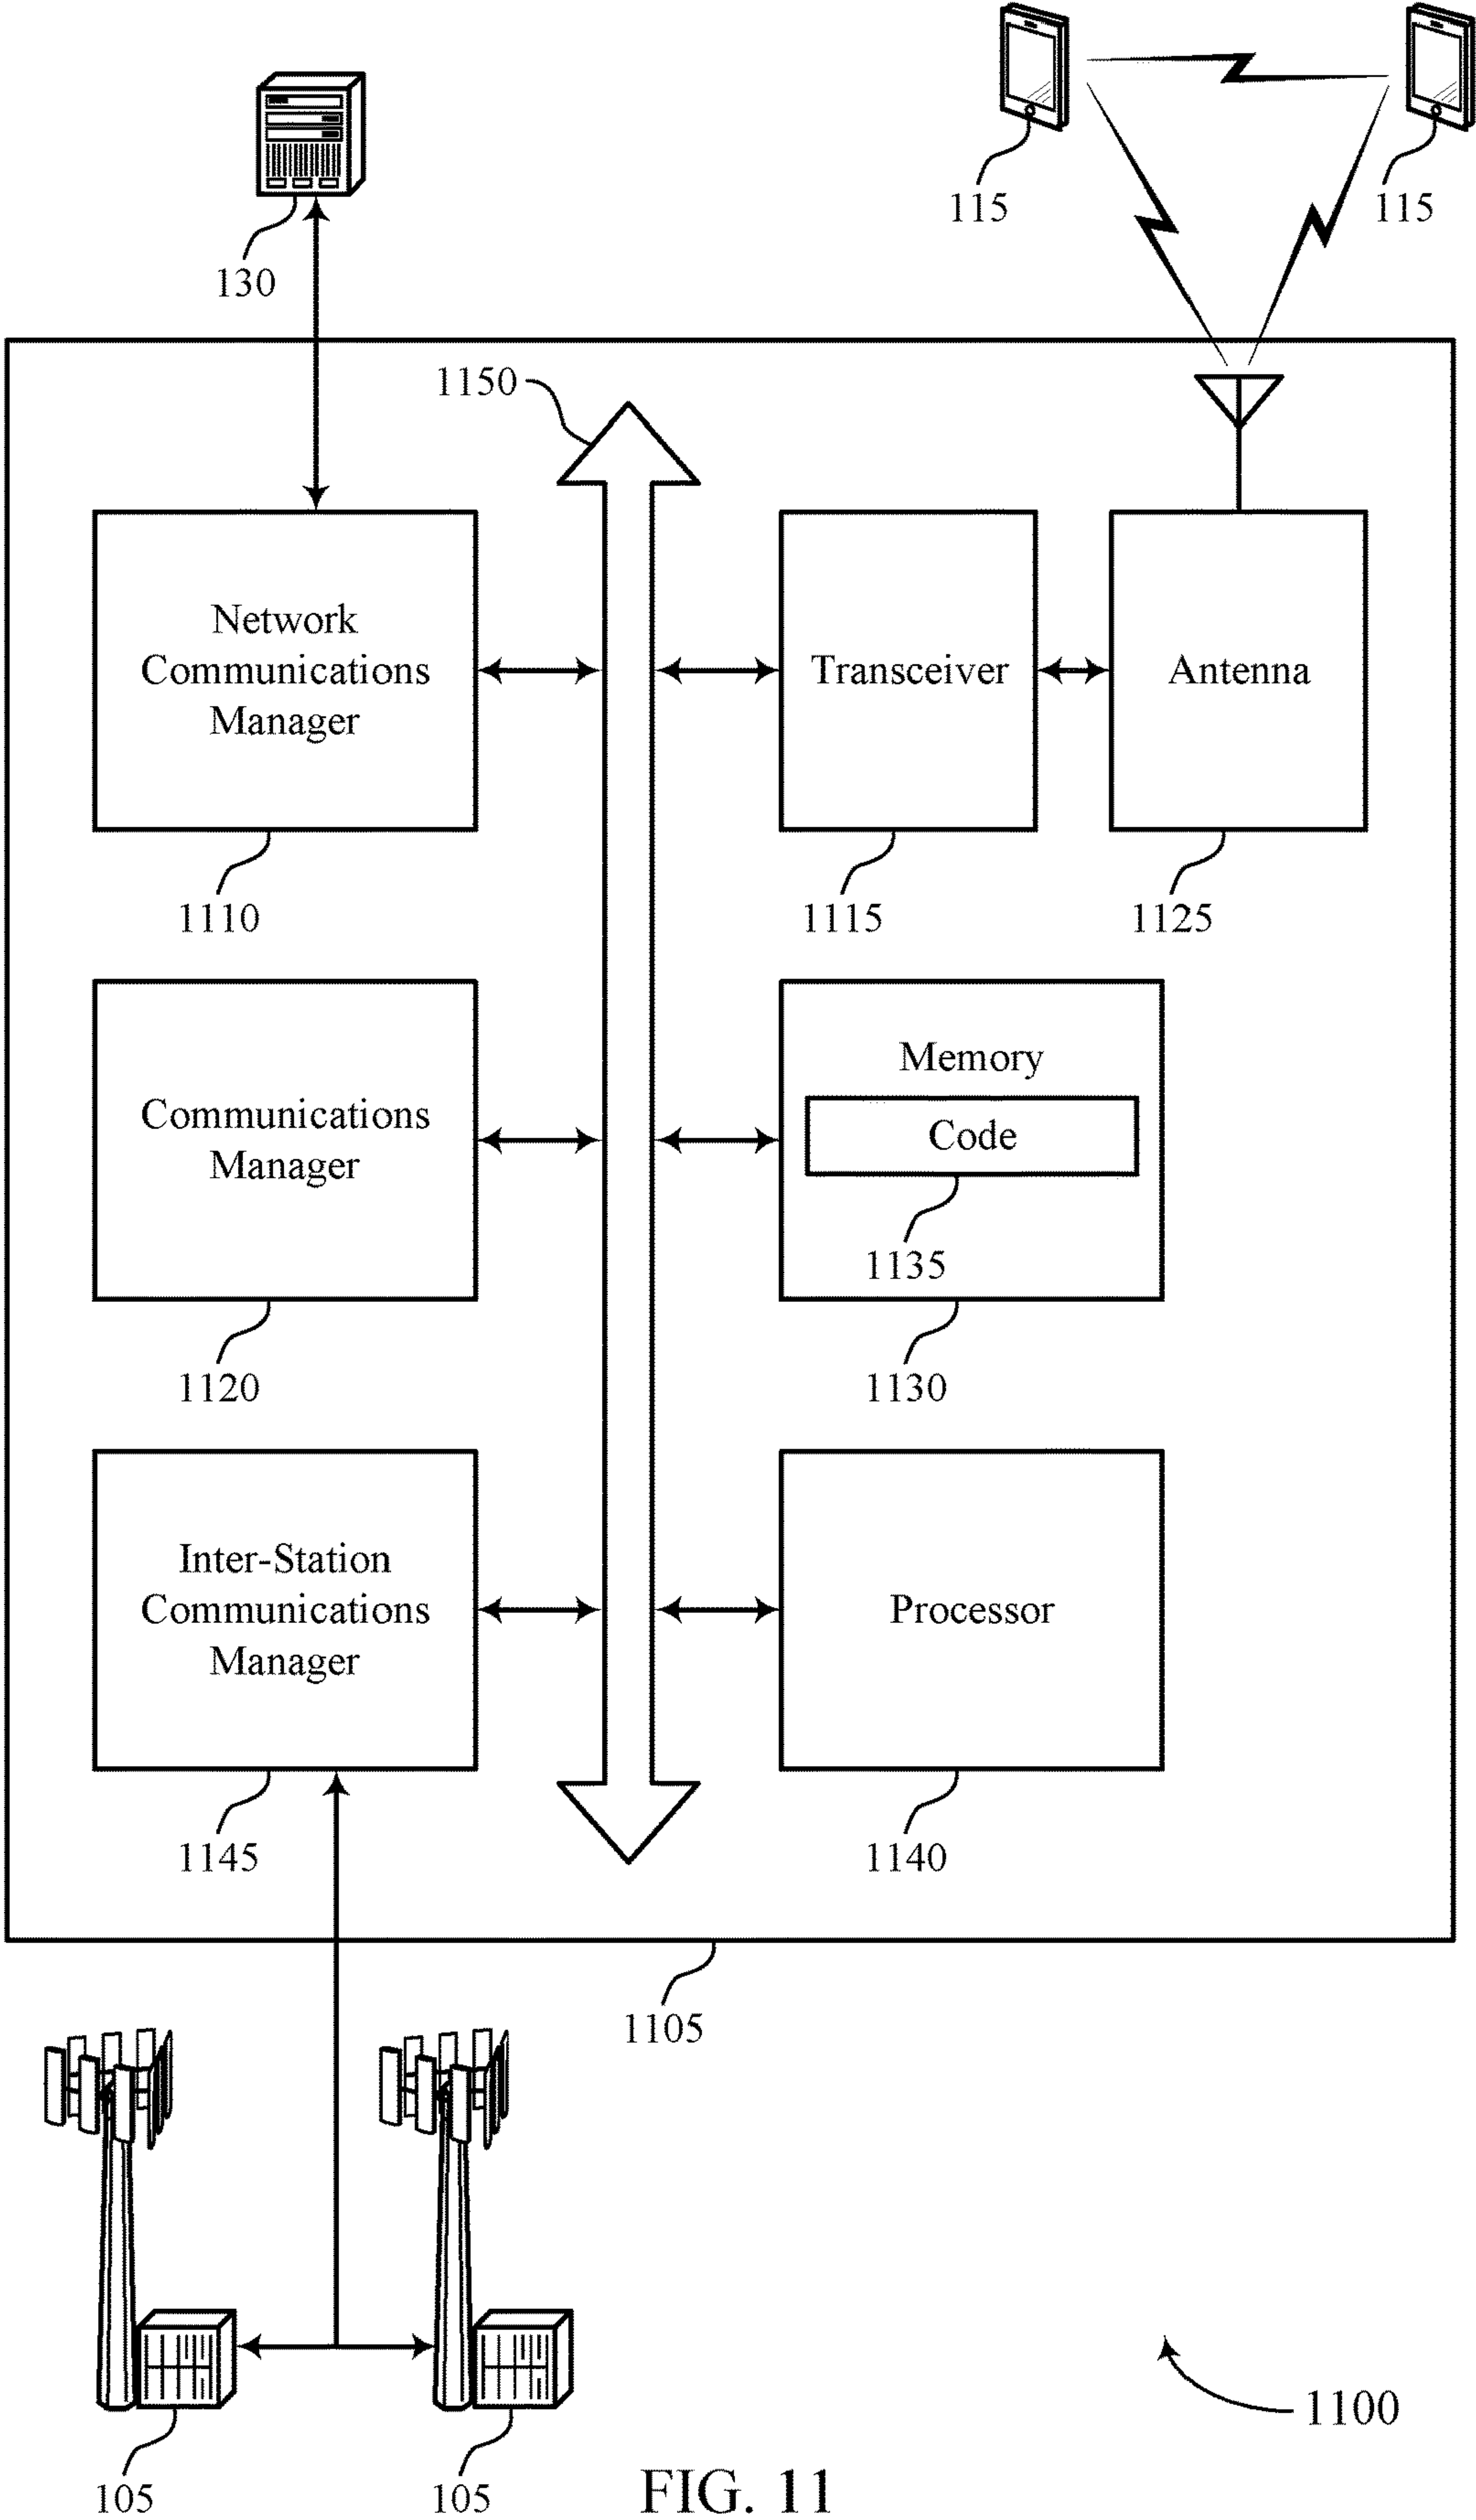 115
115
130
1150
Network
Communications
Manager
Transceiver
Antenna
1110
1115
1125
Communications
Manager
Memory
Code
1135
1120
1130
Inter-Station
Communications
Manager
Processor
1145
1140
1105
1100
105
105
FIG. 11